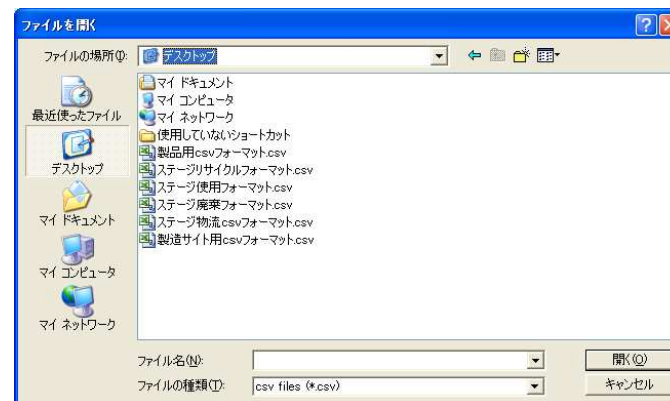 ファイルを開く
ファイルの場所(I):
デスクトップ
最近使ったファイル
デスクトップ
マイ ドキュメント
マイ コンピュータ
マイ ネットワーク
マイ ドキュメント
マイ コンピュータ
マイ ネットワーク
使用していないショートカット
製品用csvフォーマット.csv
ステージリサイクルフォーマット.csv
ステージ使用フォーマット.csv
ステージ廃棄フォーマット.csv
ステージ物流csvフォーマット.csv
製造サイト用csvフォーマット.csv
ファイル名(N):
開く(O)
ファイルの種類(T):
csv files (*.csv)
キャンセル